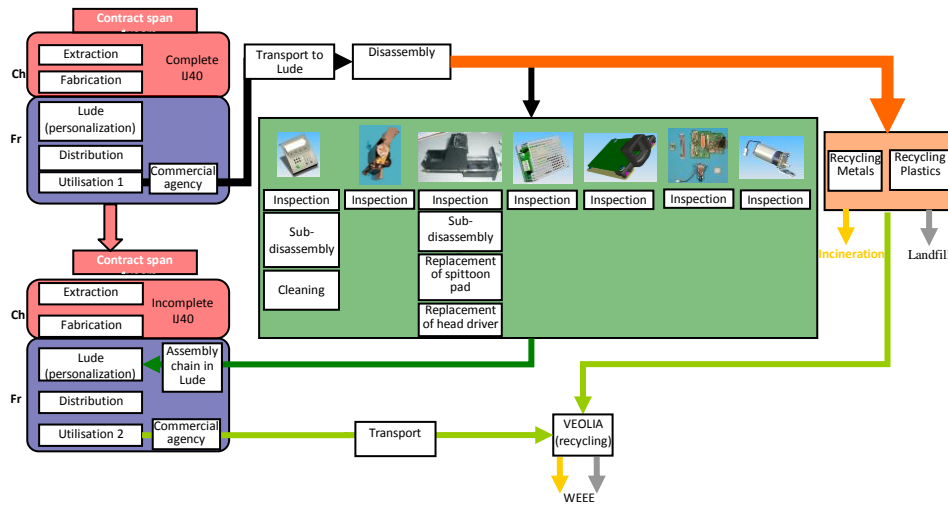 Contract span
Extraction
Complete
IJ40
Ch
Fabrication
Lude
(personalization)
Fr
Distribution
Utilisation 1
Commercial
agency
Transport to
Lude
Disassembly
Inspection
Inspection
Inspection
Inspection
Inspection
Inspection
Inspection
Sub-
disassembly
Cleaning
Sub-
disassembly
Replacement
of spittoon
pad
Replacement
of head driver
Recycling
Metals
Recycling
Plastics
Incineration
Landfill
Contract span
Extraction
Incomplete
IJ40
Ch
Fabrication
Lude
(personalization)
Assembly
chain in
Lude
Fr
Distribution
Utilisation 2
Commercial
agency
Transport
VEOLIA
(recycling)
WEEE